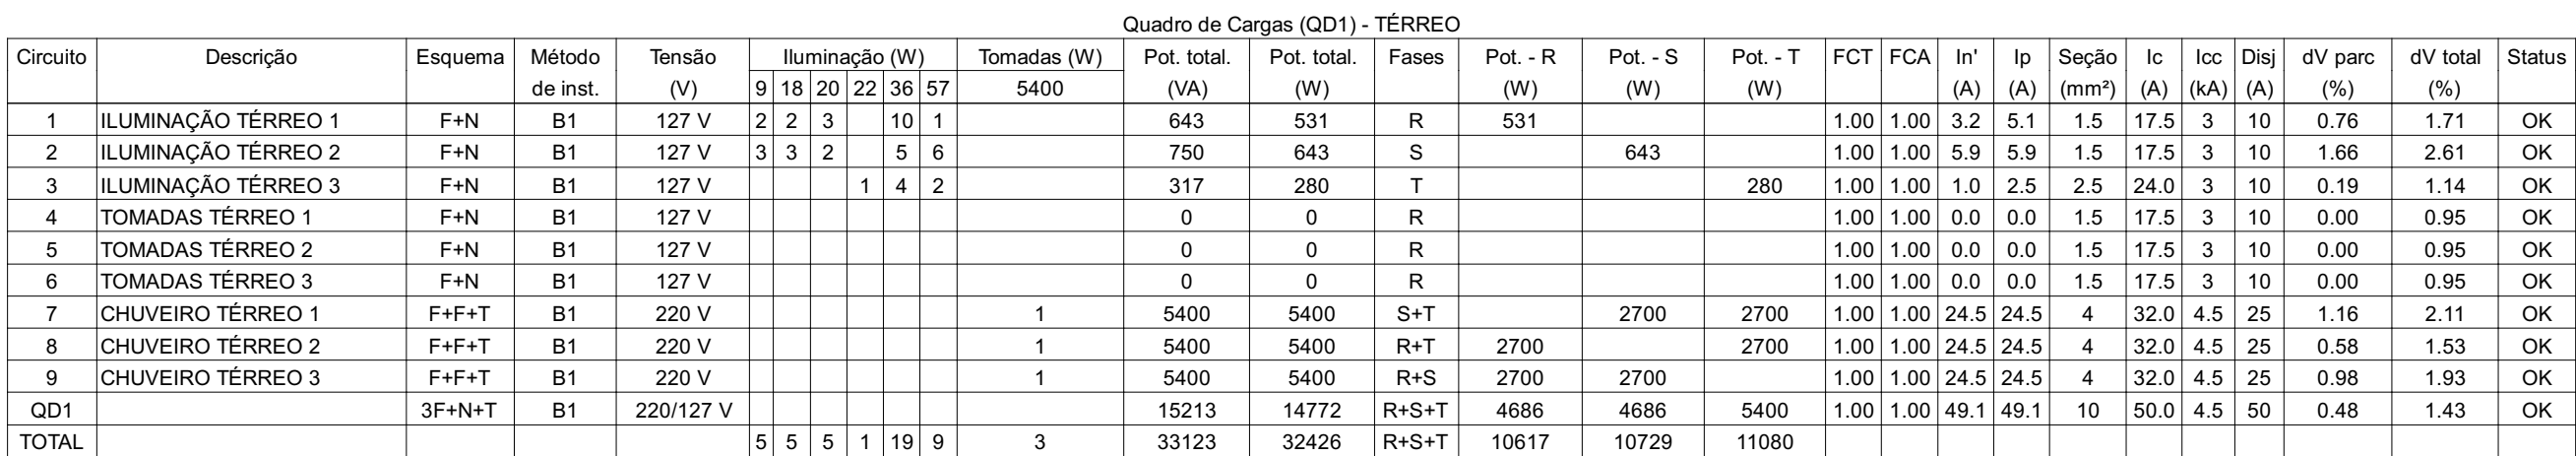 Quadro de Cargas (QD1) - TÉRREO
Circuito Descrição Esquema Método Tensão Iluminação (W) Tomadas (W) Pot. total. Pot. total. Fases Pot. - R Pot. - S Pot. - T FCT FCA In' Ip Seção Ic Icc Disj dV parc dV total Status
de inst. (V) 9 18 20 22 36 57 5400 (VA) (W) (W) (W) (W) (A) (A) (mm²) (A) (kA) (A) (%) (%)
1 ILUMINAÇÃO TÉRREO 1 F+N B1 127 V 2 2 3 10 1 643 531 R 531 1.00 1.00 3.2 5.1 1.5 17.5 3 10 0.76 1.71 OK
2 ILUMINAÇÃO TÉRREO 2 F+N B1 127 V 3 3 2 5 6 750 643 S 643 1.00 1.00 5.9 5.9 1.5 17.5 3 10 1.66 2.61 OK
3 ILUMINAÇÃO TÉRREO 3 F+N B1 127 V 1 4 2 317 280 T 280 1.00 1.00 1.0 2.5 2.5 24.0 3 10 0.19 1.14 OK
4 TOMADAS TÉRREO 1 F+N B1 127 V 0 0 R 1.00 1.00 0.0 0.0 1.5 17.5 3 10 0.00 0.95 OK
5 TOMADAS TÉRREO 2 F+N B1 127 V 0 0 R 1.00 1.00 0.0 0.0 1.5 17.5 3 10 0.00 0.95 OK
6 TOMADAS TÉRREO 3 F+N B1 127 V 0 0 R 1.00 1.00 0.0 0.0 1.5 17.5 3 10 0.00 0.95 OK
7 CHUVEIRO TÉRREO 1 F+F+T B1 220 V 1 5400 5400 S+T 2700 2700 1.00 1.00 24.5 24.5 4 32.0 4.5 25 1.16 2.11 OK
8 CHUVEIRO TÉRREO 2 F+F+T B1 220 V 1 5400 5400 R+T 2700 2700 1.00 1.00 24.5 24.5 4 32.0 4.5 25 0.58 1.53 OK
9 CHUVEIRO TÉRREO 3 F+F+T B1 220 V 1 5400 5400 R+S 2700 2700 1.00 1.00 24.5 24.5 4 32.0 4.5 25 0.98 1.93 OK
QD1 3F+N+T B1 220/127 V 15213 14772 R+S+T 4686 4686 5400 1.00 1.00 49.1 49.1 10 50.0 4.5 50 0.48 1.43 OK
TOTAL 5 5 5 1 19 9 3 33123 32426 R+S+T 10617 10729 11080